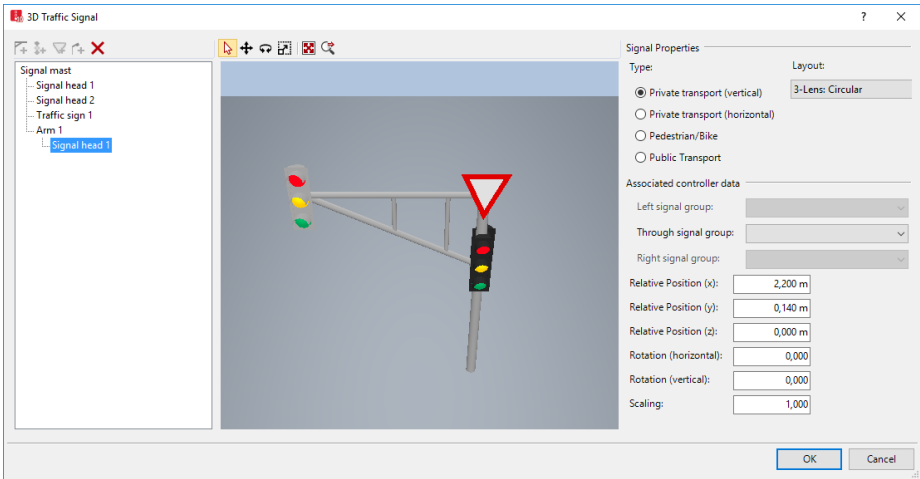 3D Traffic Signal
Signal mast
Signal head 1
Signal head 2
Traffic sign 1
Arm 1
Signal head 1
Signal Properties
Type:
Layout:
Private transport (vertical)
3-Lens: Circular
Private transport (horizontal)
Pedestrian/Bike
Public Transport
Associated controller data
Left signal group:
Through signal group:
Right signal group:
Relative Position (x): 2,200 m
Relative Position (y): 0,140 m
Relative Position (z): 0,000 m
Rotation (horizontal): 0,000
Rotation (vertical): 0,000
Scaling: 1,000
OK Cancel